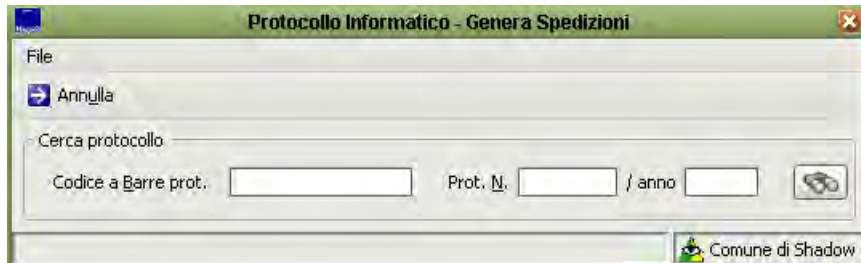 Protocollo Informatico - Genera Spedizioni
File
Annulla
Cerca protocollo
Codice a Barre prot. Prot. N. / anno
Comune di Shadow